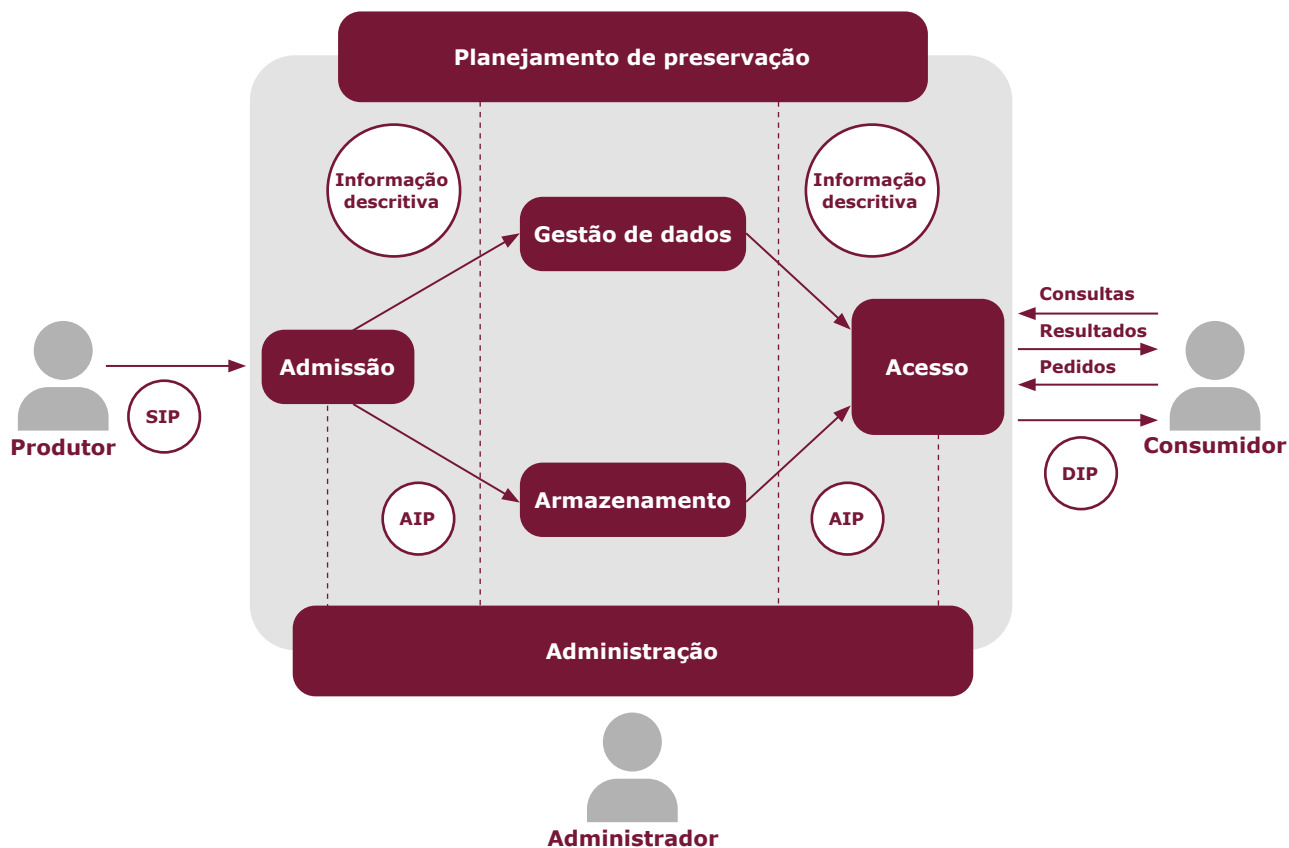 Planejamento de preservação
Informação
descritiva
Informação
descritiva
Gestão de dados
Consultas
Resultados
Pedidos
Admissão
Acesso
SIP
Produtor
Consumidor
DIP
Armazenamento
AIP
AIP
Administração
Administrador